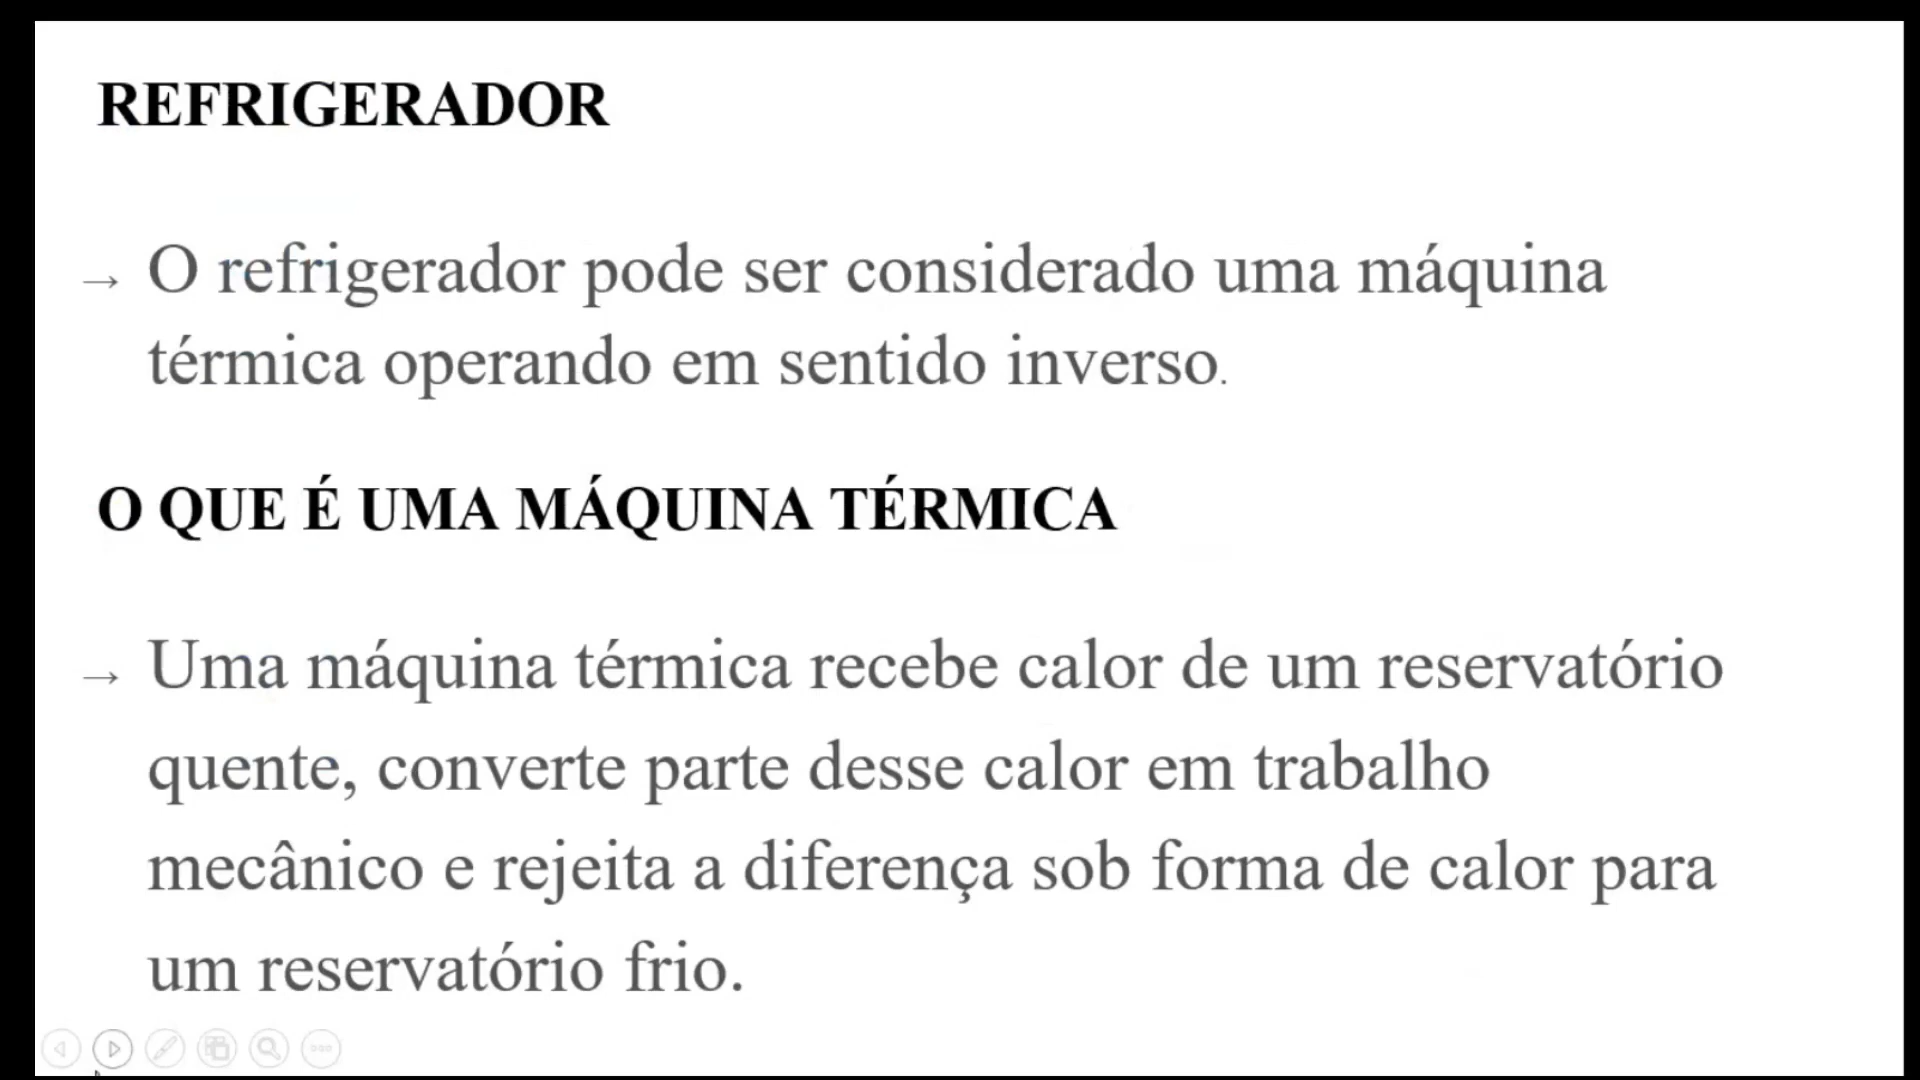 REFRIGERADOR
→ O refrigerador pode ser considerado uma máquina
térmica operando em sentido inverso.
O QUE É UMA MÁQUINA TÉRMICA
→ Uma máquina térmica recebe calor de um reservatório
quente, converte parte desse calor em trabalho
mecânico e rejeita a diferença sob forma de calor para
um reservatório frio.